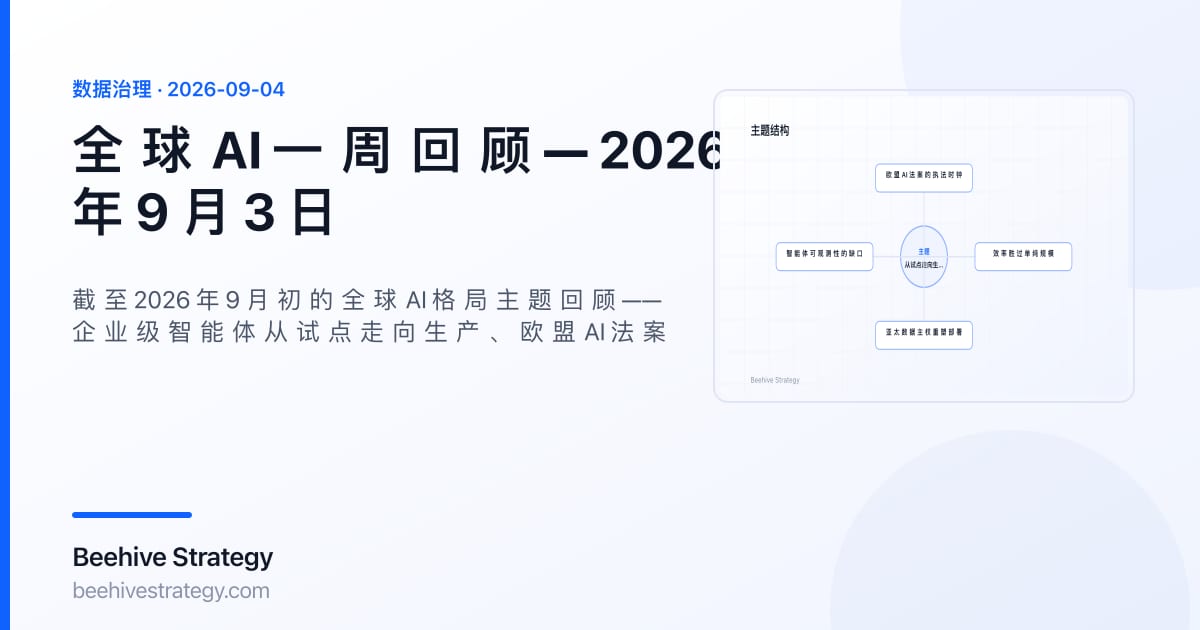 数据治理 · 2026-09-04
全球AI一周回顾—2026
年9月3日
截至2026年9月初的全球AI格局主题回顾——
企业级智能体从试点走向生产、欧盟AI法案
Beehive Strategy
beehivestrategy.com
主题结构
欧盟AI法案的执法时钟
智能体可观测性的缺口
主题
从试点走向生...
效率胜过单纯规模
亚太数据主权重塑部署
Beehive Strategy